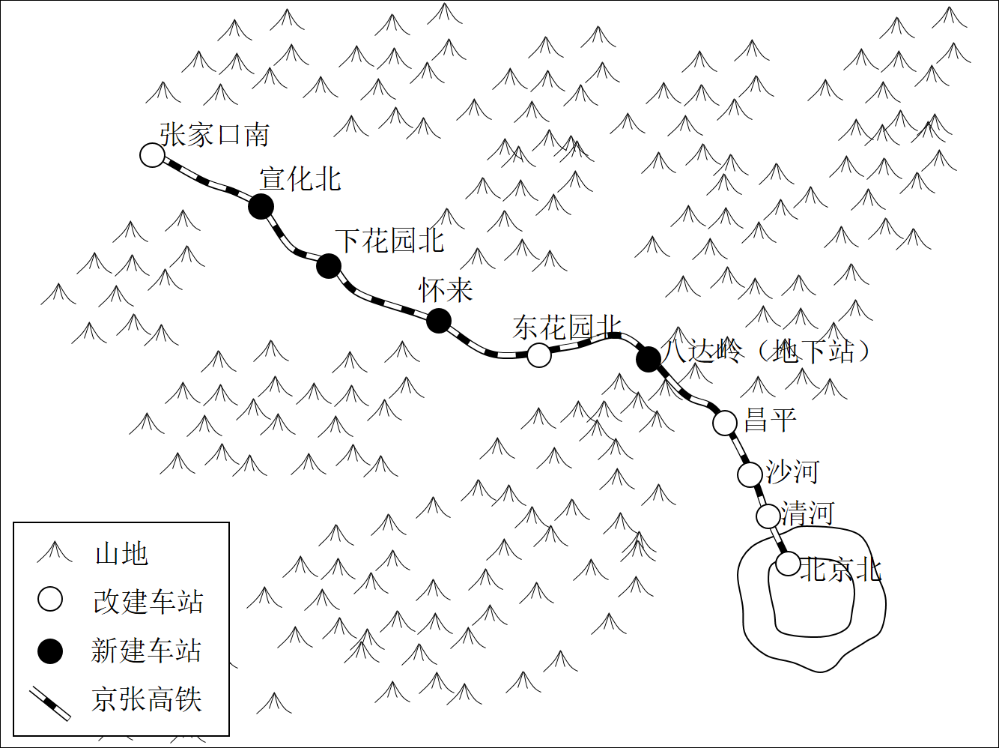 张家口南
宣化北
下花园北
怀来
东花园北
八达岭（地下站）
昌平
沙河
清河
北京北
山地
改建车站
新建车站
京张高铁